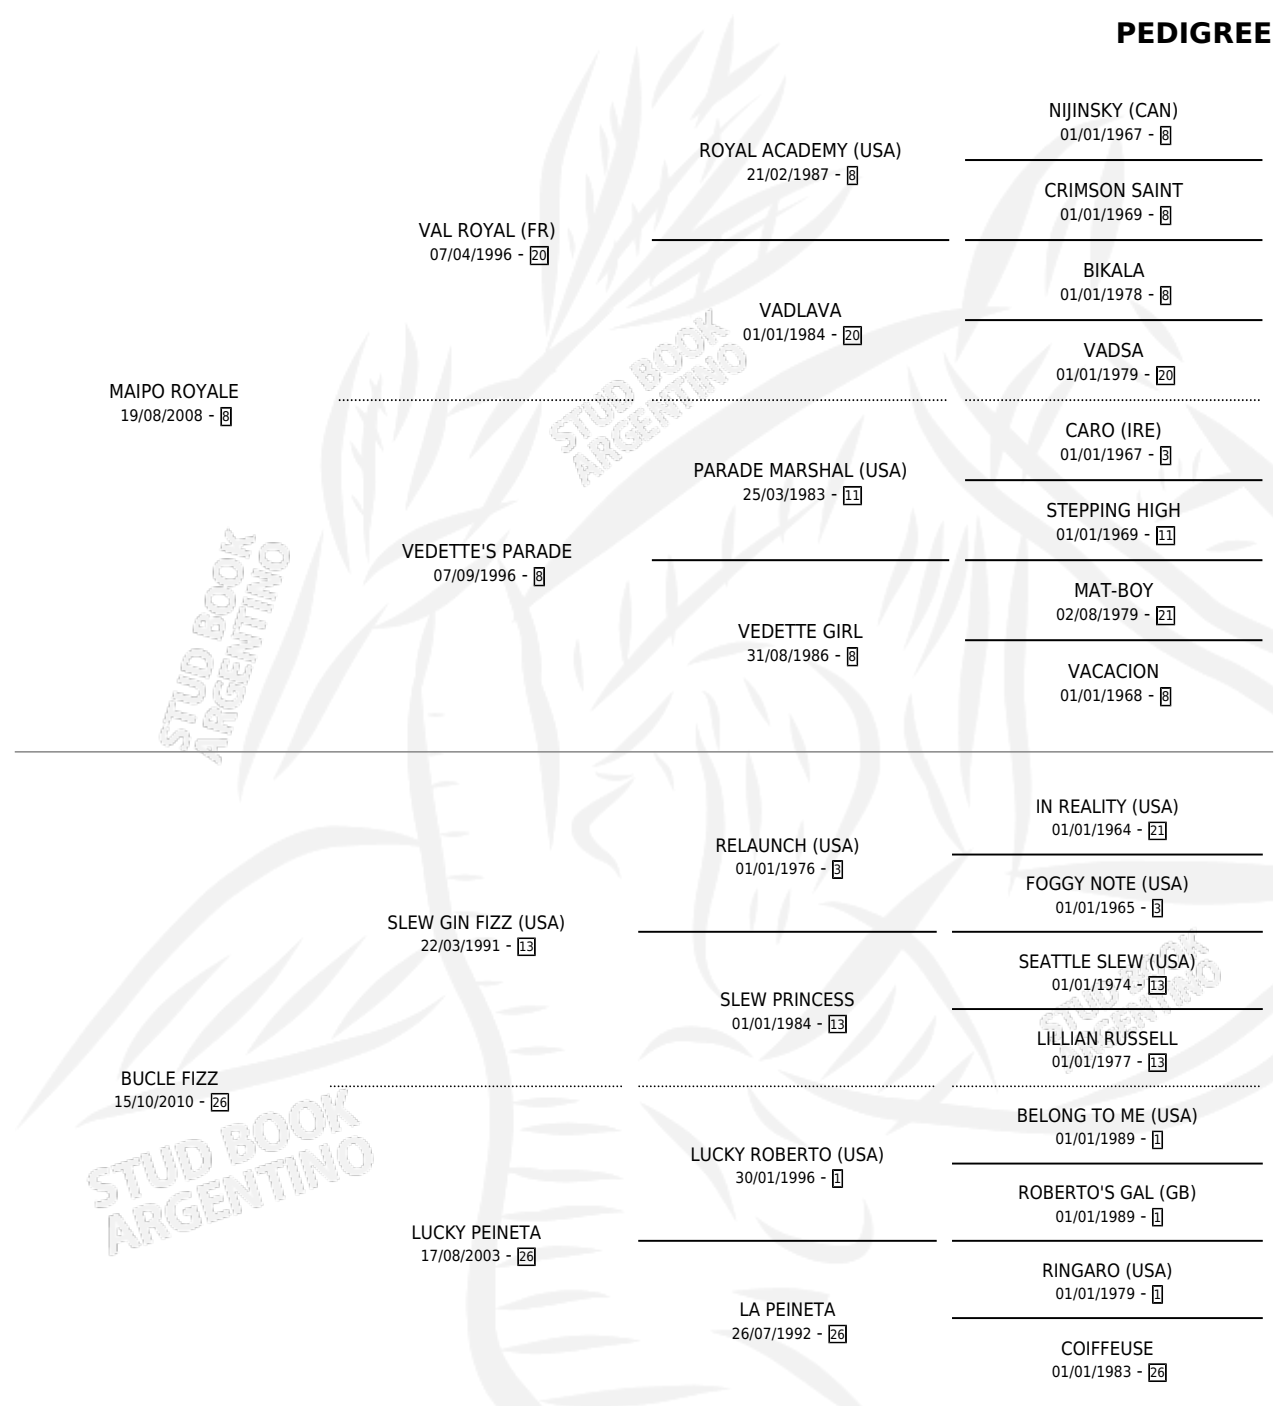 PEDIGREE
NIJINSKY (CAN)
01/01/1967 - 8
ROYAL ACADEMY (USA)
21/02/1987 - 8
CRIMSON SAINT
01/01/1969 - 8
VAL ROYAL (FR)
07/04/1996 - 20
BIKALA
01/01/1978 - 8
VADLAVA
01/01/1984 - 20
VADSA
01/01/1979 - 20
MAIPO ROYALE
19/08/2008 - 8
CARO (IRE)
01/01/1967 - 3
PARADE MARSHAL (USA)
25/03/1983 - 11
STEPPING HIGH
01/01/1969 - 11
VEDETTE'S PARADE
07/09/1996 - 8
MAT-BOY
02/08/1979 - 21
VEDETTE GIRL
31/08/1986 - 8
VACACION
01/01/1968 - 8
IN REALITY (USA)
01/01/1964 - 21
RELAUNCH (USA)
01/01/1976 - 3
FOGGY NOTE (USA)
01/01/1965 - 3
SLEW GIN FIZZ (USA)
22/03/1991 - 13
SEATTLE SLEW (USA)
01/01/1974 - 13
SLEW PRINCESS
01/01/1984 - 13
LILLIAN RUSSELL
01/01/1977 - 13
BUCLE FIZZ
15/10/2010 - 26
BELONG TO ME (USA)
01/01/1989 - 1
LUCKY ROBERTO (USA)
30/01/1996 - 1
ROBERTO'S GAL (GB)
01/01/1989 - 1
LUCKY PEINETA
17/08/2003 - 26
RINGARO (USA)
01/01/1979 - 1
LA PEINETA
26/07/1992 - 26
COIFFEUSE
01/01/1983 - 26
STUD BOOK
ARGENTINO
STUD BOOK
ARGENTINO
STUD BOOK
ARGENTINO
STUD BOOK
ARGENTINO